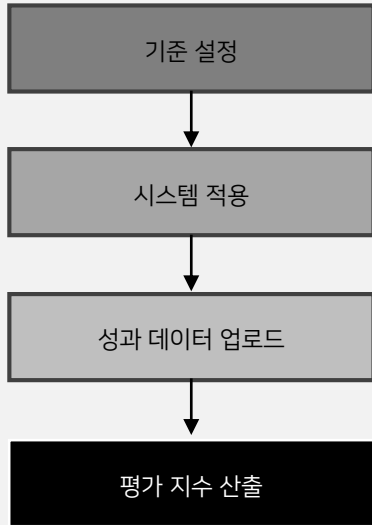 기준 설정
시스템 적용
성과 데이터 업로드
평가 지수 산출